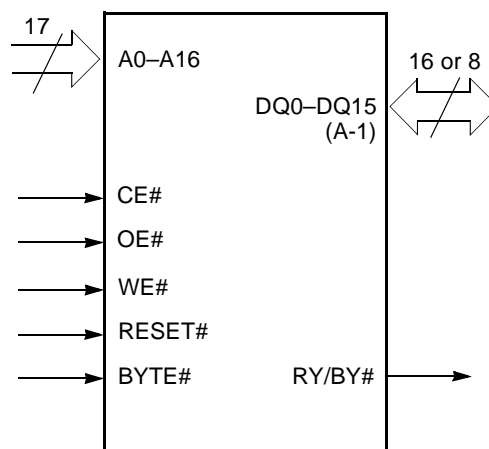 17
A0–A16
16 or 8
DQ0–DQ15
(A-1)
CE#
OE#
WE#
RESET#
BYTE#
RY/BY#